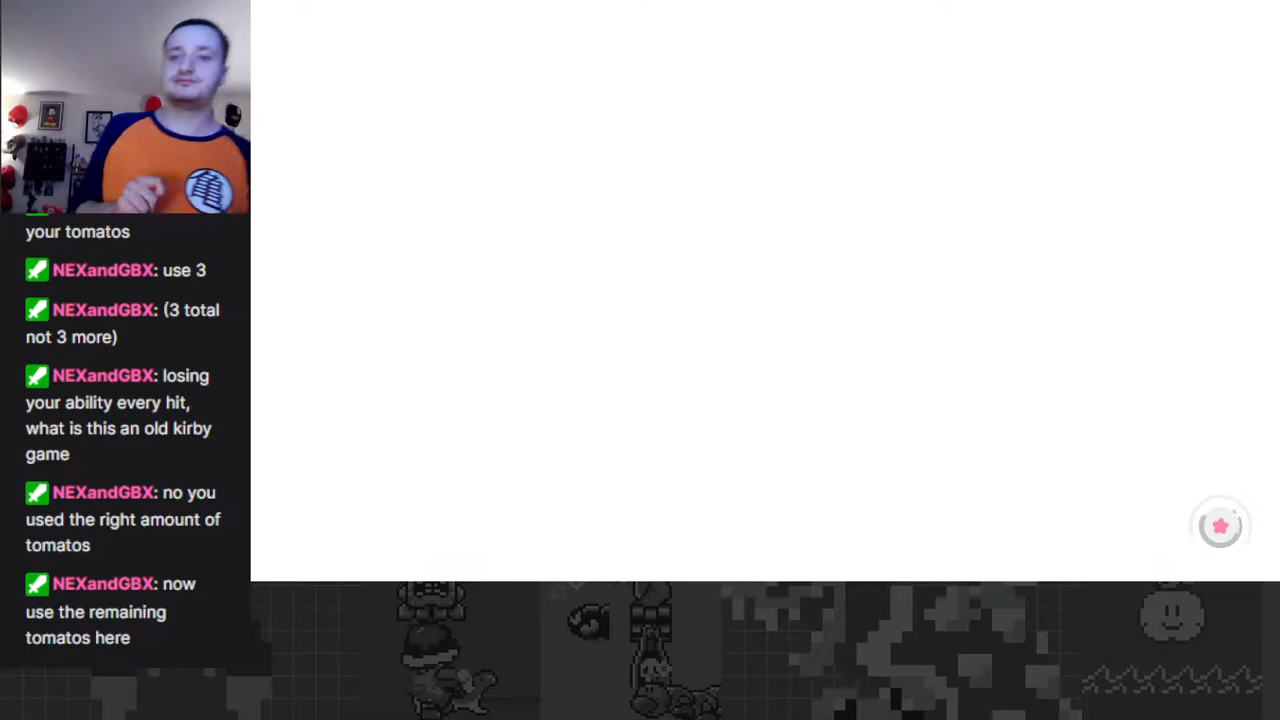 亀
your tomatos
NEXandGBX: use 3
NEXandGBX: (3 total
not 3 more)
NEXandGBX: losing
your ability every hit,
what is this an old kirby
game
NEXandGBX: no you
used the right amount of
tomatos
NEXandGBX: now
use the remaining
tomatos here